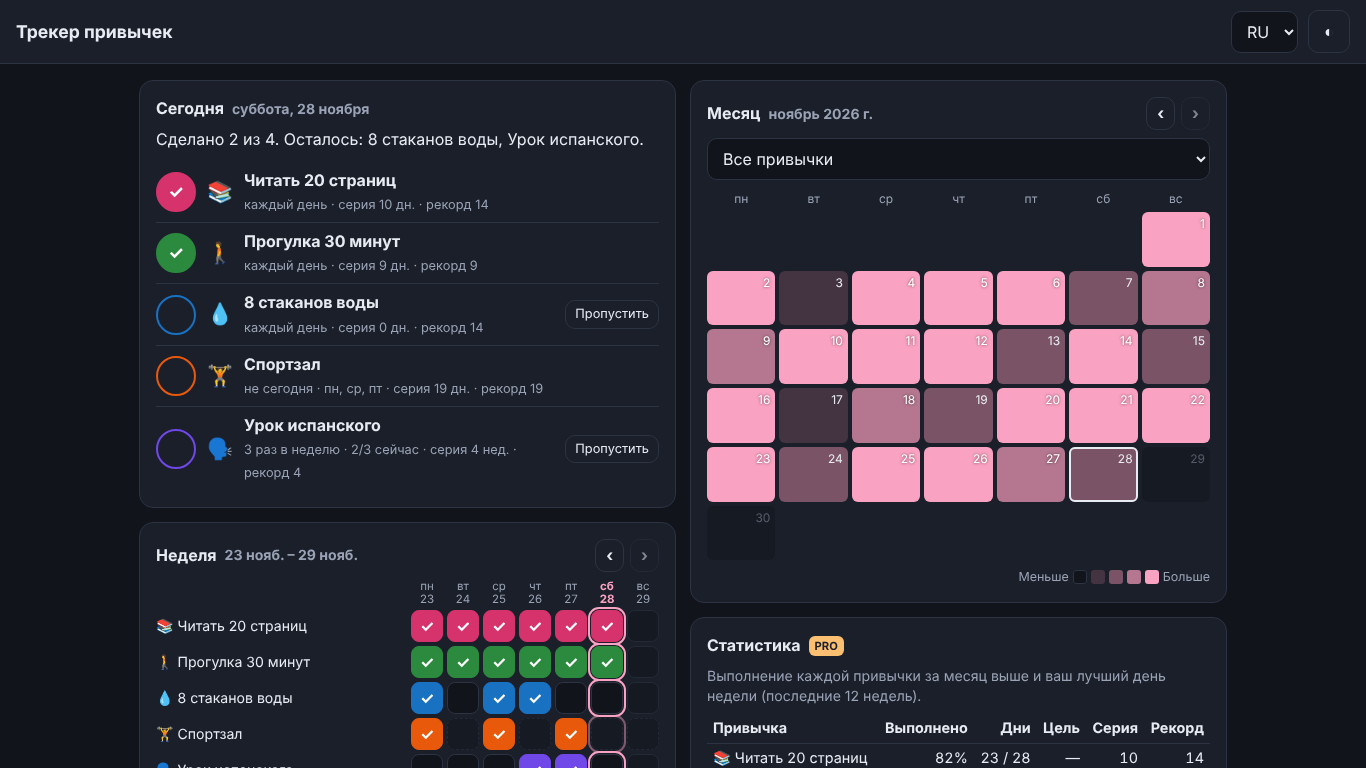 Трекер привычек
RU
Сегодня суббота, 28 ноября
Сделано 2 из 4. Осталось: 8 стаканов воды, Урок испанского.
Читать 20 страниц
каждый день · серия 10 дн. · рекорд 14
Прогулка 30 минут
каждый день · серия 9 дн. · рекорд 9
8 стаканов воды
каждый день · серия 0 дн. · рекорд 14
Пропустить
Спортзал
не сегодня · пн, ср, пт · серия 19 дн. · рекорд 19
Урок испанского
3 раз в неделю · 2/3 сейчас · серия 4 нед. ·
рекорд 4
Пропустить
Неделя 23 нояб. – 29 нояб.
пн вт ср чт пт сб вс
23 24 25 26 27 28 29
Читать 20 страниц
Прогулка 30 минут
8 стаканов воды
Спортзал
Урок испанского
Месяц ноябрь 2026 г.
Все привычки
пн вт ср чт пт сб вс
1
2 3 4 5 6 7 8
9 10 11 12 13 14 15
16 17 18 19 20 21 22
23 24 25 26 27 28 29
30
Меньше Больше
Статистика PRO
Выполнение каждой привычки за месяц выше и ваш лучший день
недели (последние 12 недель).
Привычка Выполнено Дни Цель Серия Рекорд
Читать 20 страниц 82% 23 / 28 — 10 14